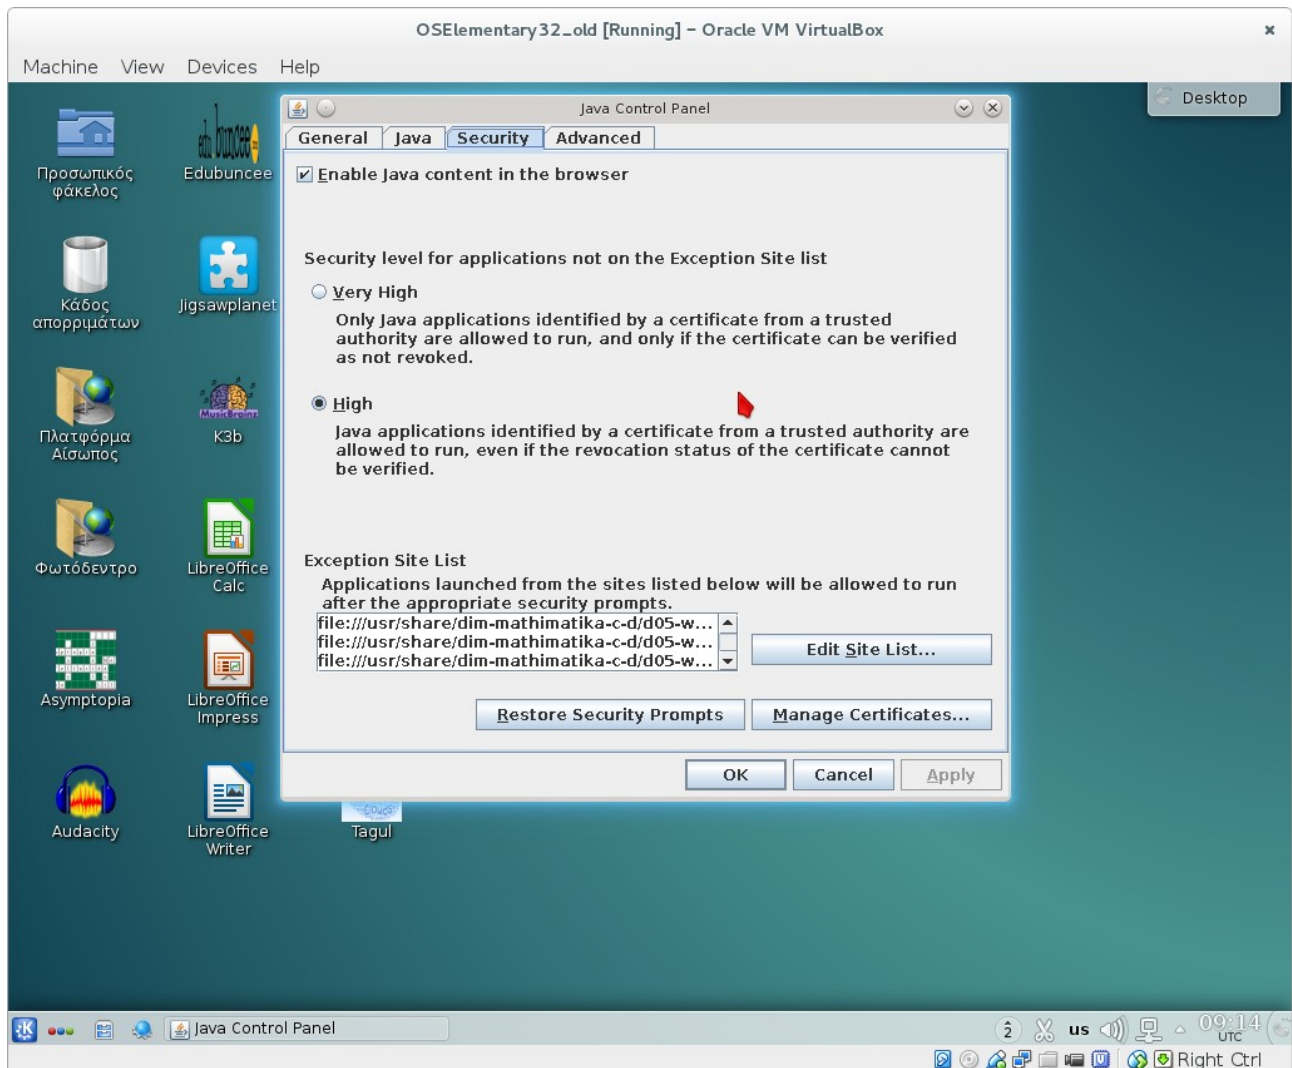 OSElementary32_old [Running] - Oracle VM VirtualBox
Machine View Devices Help
Desktop
Java Control Panel
General Java Security Advanced
Enable Java content in the browser
Security level for applications not on the Exception Site list
Very High
Only Java applications identified by a certificate from a trusted
authority are allowed to run, and only if the certificate can be verified
as not revoked.
High
Java applications identified by a certificate from a trusted authority are
allowed to run, even if the revocation status of the certificate cannot
be verified.
Exception Site List
Applications launched from the sites listed below will be allowed to run
after the appropriate security prompts.
file:///usr/share/dim-mathimatika-c-d/d05-w...
file:///usr/share/dim-mathimatika-c-d/d05-w...
file:///usr/share/dim-mathimatika-c-d/d05-w...
Edit Site List...
Restore Security Prompts Manage Certificates...
OK Cancel Apply
Προσωπικός
φάκελος
Edubuncee
Κάδος
απορριμάτων
Jigsawplanet
Πλατφόρμα
Αίσωπος
MusicBrainz
K3b
Φωτόδεντρο
LibreOffice
Calc
Asymptopia
LibreOffice
Impress
Audacity
LibreOffice
Writer
Tagul
Java Control Panel
2 us 09:14
UTC
Right Ctrl